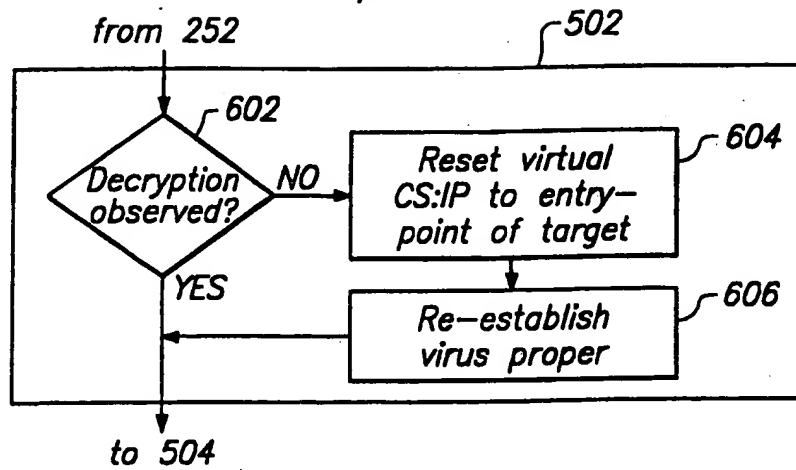 from 252
502
602
Decryption
observed?
NO
YES
604
Reset virtual
CS:IP to entry-
point of target
606
Re-establish
virus proper
to 504